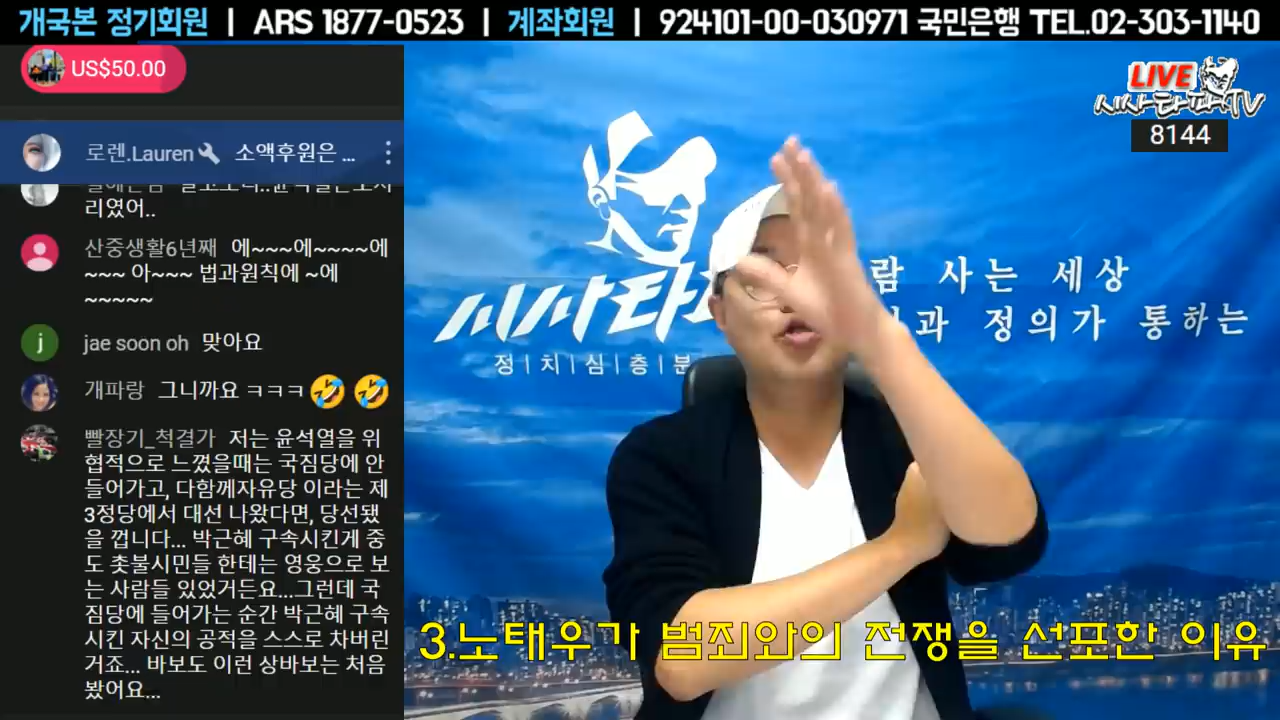 개국본 정기회원 | ARS 1877-0523 | 계좌회원 | 924101-00-030971 국민은행 TEL.02-303-1140
US$50.00
로렌.Lauren 소액후원은 ...
리였어..
산중생활6년째 에~~~에~~~~에
~~~ 아~~~ 법과원칙에 ~에
~~~~~
j
jae soon oh 맞아요
개파랑 그니까요 ㅋㅋㅋ
빨장기_척결가 저는 윤석열을 위
협적으로 느꼈을때는 국짐당에 안
들어가고, 다함께자유당 이라는 제
3정당에서 대선 나왔다면, 당선됐
을 껍니다... 박근혜 구속시킨게 중
도 촛불시민들 한테는 영웅으로 보
는 사람들 있었거든요...그런데 국
짐당에 들어가는 순간 박근혜 구속
시킨 자신의 공적을 스스로 차버린
거죠... 바보도 이런 상바보는 처음
봤어요...
LIVE
시사타파TV
8144
시사타
정|치|심|층|분
람 사는 세상
과 정의가 통하는
3.노태우가 범죄와의 전쟁을 선포한 이유